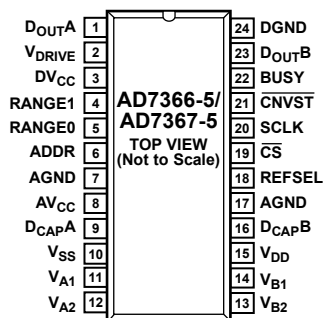 DOUTA 1 24 DGND
VDRIVE 2 23 DOUTB
DVCC 3 22 BUSY
RANGE1 4 AD7366-5/ 21 CNVST
RANGE0 5 AD7367-5 20 SCLK
ADDR 6 TOP VIEW 19 CS
AGND 7 (Not to Scale) 18 REFSEL
AVCC 8 17 AGND
DCAPA 9 16 DCAPB
VSS 10 15 VDD
VA1 11 14 VB1
VA2 12 13 VB2